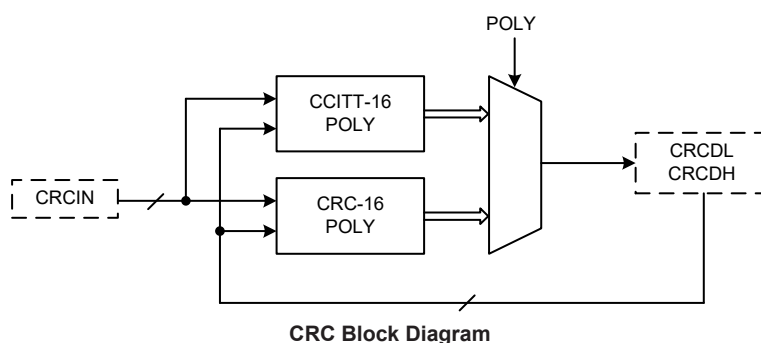 POLY
CCITT-16
POLY
CRCDL
CRCDH
CRCIN
CRC-16
POLY
CRC Block Diagram